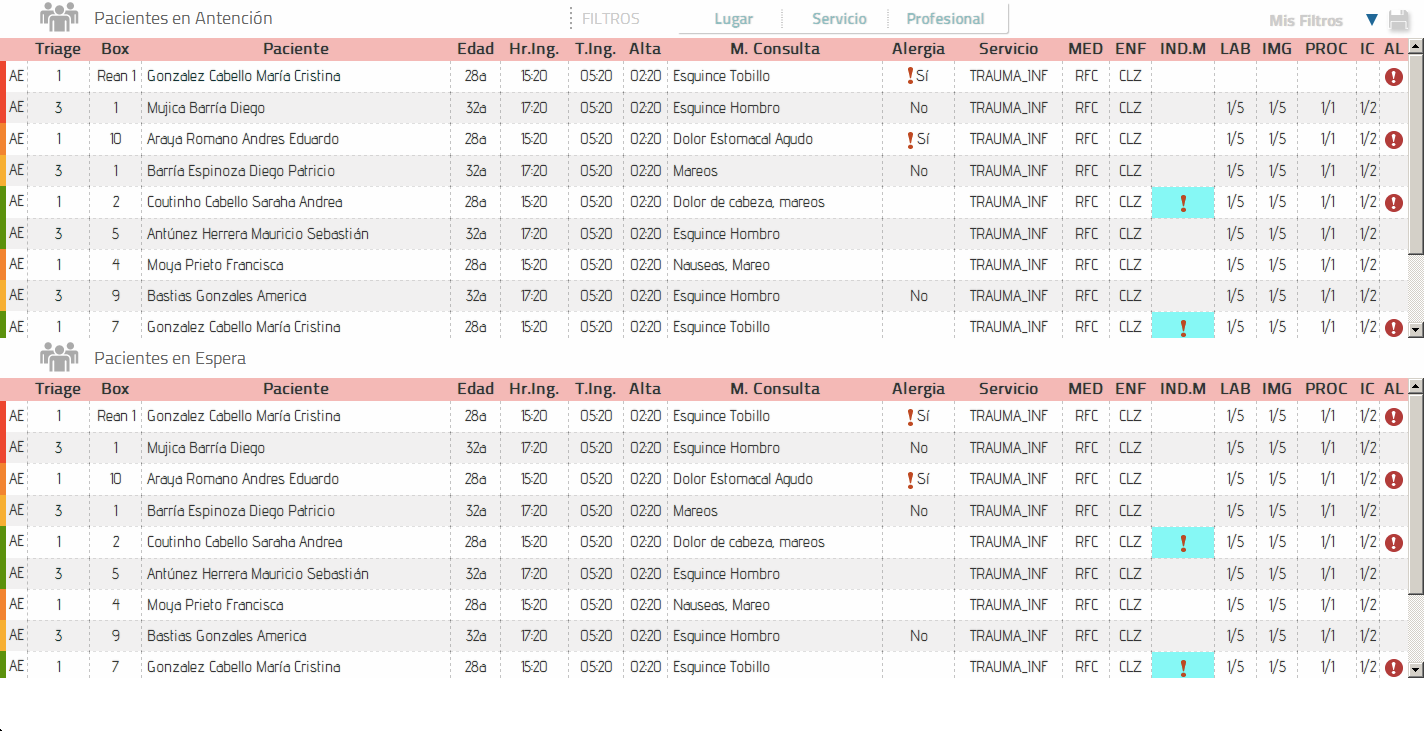 Pacientes en Antención FILTROS Lugar Servicio Profesional Mis Filtros
Triage Box Paciente Edad Hr.Ing. T.Ing. Alta M. Consulta Alergia Servicio MED ENF IND.M LAB IMG PROC IC AL
AE 1 Rean 1 Gonzalez Cabello María Cristina 28a 15:20 05:20 02:20 Esquince Tobillo Sí TRAUMA_INF RFC CLZ
AE 3 1 Mujica Barría Diego 32a 17:20 05:20 02:20 Esguince Hombro No TRAUMA_INF RFC CLZ 1/5 1/5 1/1 1/2
AE 1 10 Araya Romano Andres Eduardo 28a 15:20 05:20 02:20 Dolor Estomacal Agudo Sí TRAUMA_INF RFC CLZ 1/5 1/5 1/1 1/2
AE 3 1 Barría Espinoza Diego Patricio 32a 17:20 05:20 02:20 Mareos No TRAUMA_INF RFC CLZ 1/5 1/5 1/1 1/2
AE 1 2 Coutinho Cabello Saraha Andrea 28a 15:20 05:20 02:20 Dolor de cabeza, mareos TRAUMA_INF RFC CLZ 1/5 1/5 1/1 1/2
AE 3 5 Antúnez Herrera Mauricio Sebastián 32a 17:20 05:20 02:20 Esguince Hombro TRAUMA_INF RFC CLZ 1/5 1/5 1/1 1/2
AE 1 4 Moya Prieto Francisca 28a 15:20 05:20 02:20 Nauseas, Mareo TRAUMA_INF RFC CLZ 1/5 1/5 1/1 1/2
AE 3 9 Bastias Gonzales America 32a 17:20 05:20 02:20 Esguince Hombro No TRAUMA_INF RFC CLZ 1/5 1/5 1/1 1/2
AE 1 7 Gonzalez Cabello María Cristina 28a 15:20 05:20 02:20 Esquince Tobillo TRAUMA_INF RFC CLZ 1/5 1/5 1/1 1/2
Pacientes en Espera
Triage Box Paciente Edad Hr.Ing. T.Ing. Alta M. Consulta Alergia Servicio MED ENF IND.M LAB IMG PROC IC AL
AE 1 Rean 1 Gonzalez Cabello María Cristina 28a 15:20 05:20 02:20 Esquince Tobillo Sí TRAUMA_INF RFC CLZ 1/5 1/5 1/1 1/2
AE 3 1 Mujica Barría Diego 32a 17:20 05:20 02:20 Esguince Hombro No TRAUMA_INF RFC CLZ 1/5 1/5 1/1 1/2
AE 1 10 Araya Romano Andres Eduardo 28a 15:20 05:20 02:20 Dolor Estomacal Agudo Sí TRAUMA_INF RFC CLZ 1/5 1/5 1/1 1/2
AE 3 1 Barría Espinoza Diego Patricio 32a 17:20 05:20 02:20 Mareos No TRAUMA_INF RFC CLZ 1/5 1/5 1/1 1/2
AE 1 2 Coutinho Cabello Saraha Andrea 28a 15:20 05:20 02:20 Dolor de cabeza, mareos TRAUMA_INF RFC CLZ 1/5 1/5 1/1 1/2
AE 3 5 Antúnez Herrera Mauricio Sebastián 32a 17:20 05:20 02:20 Esguince Hombro TRAUMA_INF RFC CLZ 1/5 1/5 1/1 1/2
AE 1 4 Moya Prieto Francisca 28a 15:20 05:20 02:20 Nauseas, Mareo TRAUMA_INF RFC CLZ 1/5 1/5 1/1 1/2
AE 3 9 Bastias Gonzales America 32a 17:20 05:20 02:20 Esguince Hombro No TRAUMA_INF RFC CLZ 1/5 1/5 1/1 1/2
AE 1 7 Gonzalez Cabello María Cristina 28a 15:20 05:20 02:20 Esquince Tobillo TRAUMA_INF RFC CLZ 1/5 1/5 1/1 1/2